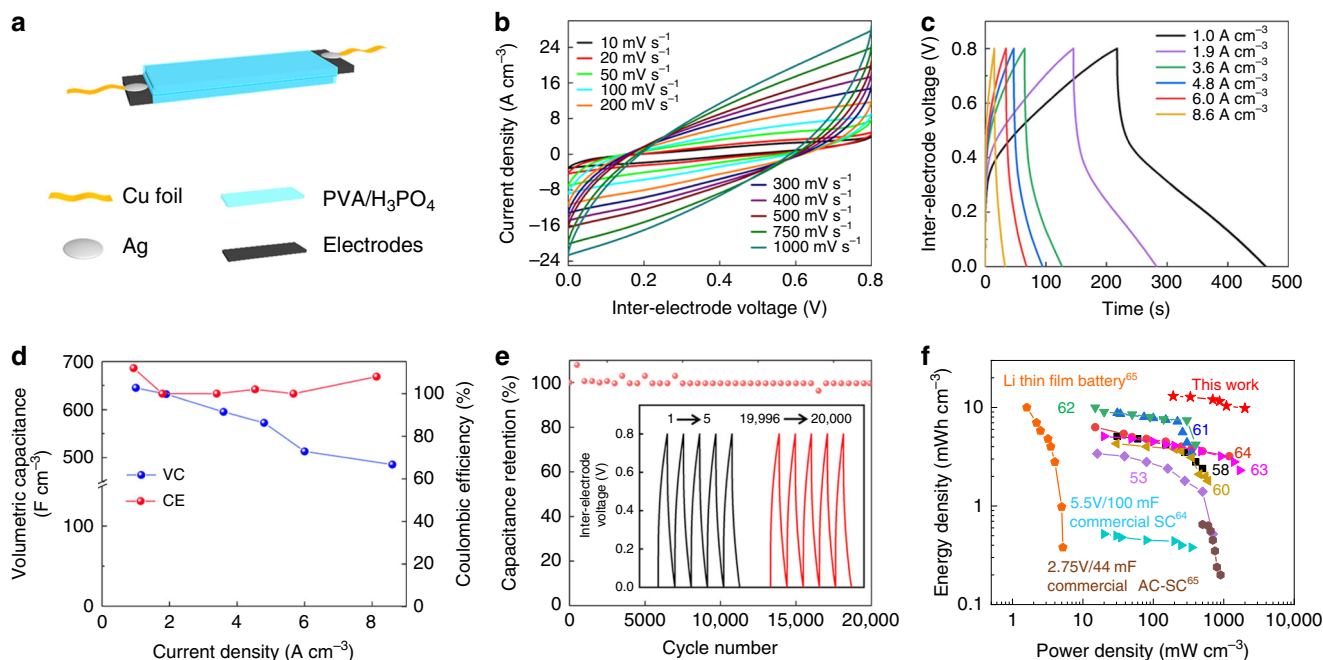 a
Cu foil
PVA/H₃PO₄
Ag
Electrodes
b
Current density (A cm⁻³)
24
16
8
0
−8
−16
−24
10 mV s⁻¹
20 mV s⁻¹
50 mV s⁻¹
100 mV s⁻¹
200 mV s⁻¹
300 mV s⁻¹
400 mV s⁻¹
500 mV s⁻¹
750 mV s⁻¹
1000 mV s⁻¹
0.0 0.2 0.4 0.6 0.8
Inter-electrode voltage (V)
c
Inter-electrode voltage (V)
1.0
0.8
0.6
0.4
0.2
0.0
1.0 A cm⁻³
1.9 A cm⁻³
3.6 A cm⁻³
4.8 A cm⁻³
6.0 A cm⁻³
8.6 A cm⁻³
0 100 200 300 400 500
Time (s)
d
Volumetric capacitance
(F cm⁻³)
700
650
600
550
500
100
0
VC
CE
100
80
60
40
20
0
Coulombic efficiency (%)
0 2 4 6 8
Current density (A cm⁻³)
e
Capacitance retention (%)
100
80
60
40
20
0
1 → 5
19,996 → 20,000
Inter-electrode
voltage (V)
0.8
0.4
0.2
0.0
0 5000 10,000 15,000 20,000
Cycle number
f
Energy density (mWh cm⁻³)
10
1
0.1
Li thin film battery⁶⁵
This work
62
61
64
63
58
60
53
5.5V/100 mF
commercial SC⁶⁴
2.75V/44 mF
commercial AC-SC⁶⁵
1 10 100 1000 10,000
Power density (mW cm⁻³)